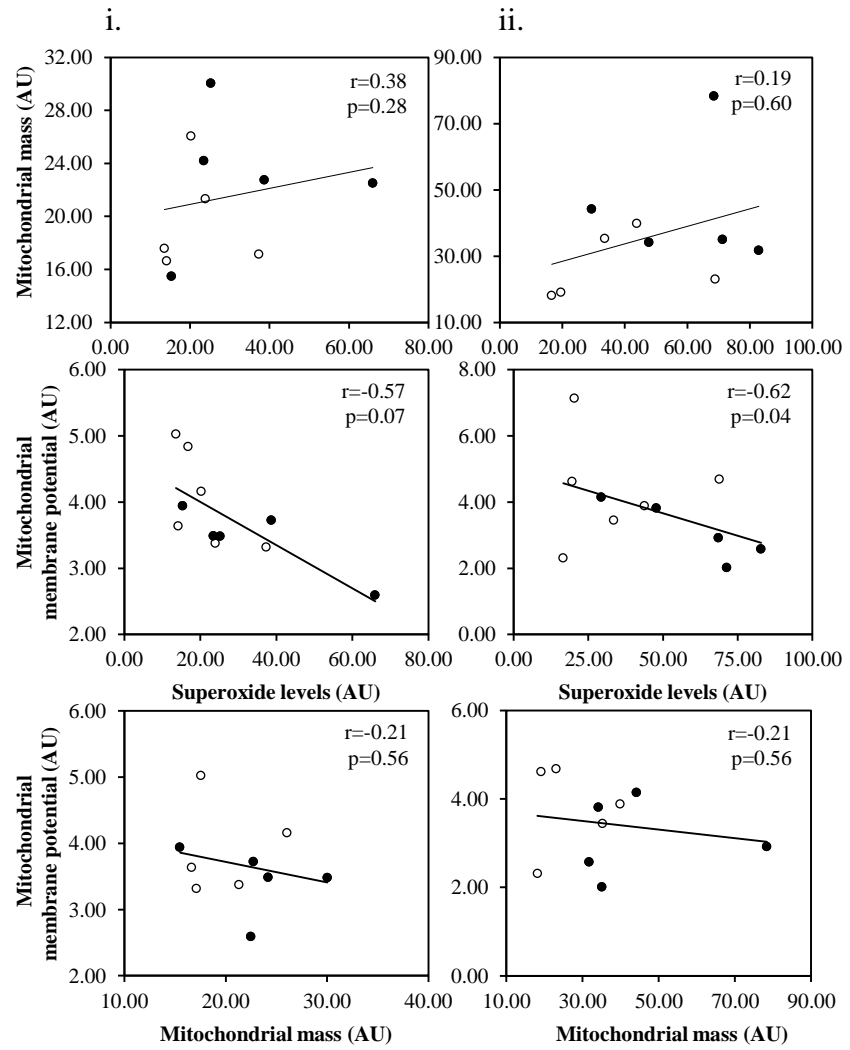 i.
ii.
Mitochondrial mass (AU)
32.00
28.00
24.00
20.00
16.00
12.00
r=0.38
p=0.28
20.00 40.00 60.00 80.00
90.00
70.00
50.00
30.00
10.00
r=0.19
p=0.60
20.00 40.00 60.00 80.00 100.00
Mitochondrial
membrane potential (AU)
6.00
5.00
4.00
3.00
2.00
r=-0.57
p=0.07
0.00 20.00 40.00 60.00 80.00
Superoxide levels (AU)
8.00
6.00
4.00
2.00
0.00
r=-0.62
p=0.04
0.00 25.00 50.00 75.00 100.00
Superoxide levels (AU)
Mitochondrial
membrane potential (AU)
6.00
5.00
4.00
3.00
2.00
r=-0.21
p=0.56
10.00 20.00 30.00 40.00
Mitochondrial mass (AU)
6.00
4.00
2.00
0.00
r=-0.21
p=0.56
10.00 30.00 50.00 70.00 90.00
Mitochondrial mass (AU)